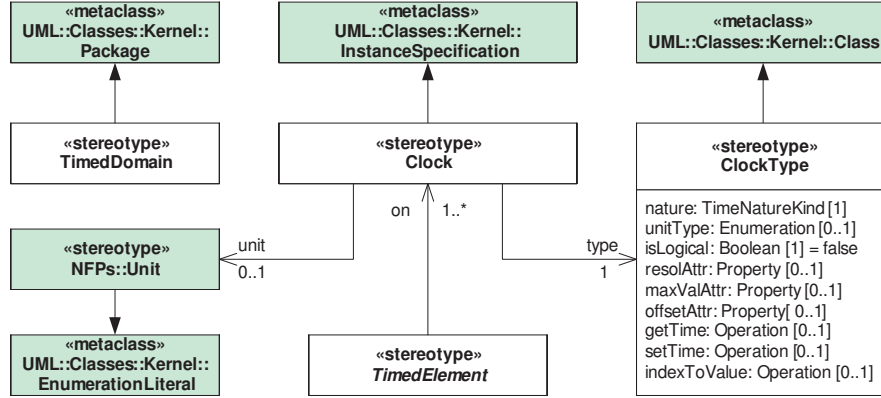 «metaclass»
UML::Classes::Kernel::
Package
«metaclass»
UML::Classes::Kernel::
InstanceSpecification
«metaclass»
UML::Classes::Kernel::Class
«stereotype»
TimedDomain
«stereotype»
Clock
«stereotype»
ClockType
nature: TimeNatureKind [1]
unitType: Enumeration [0..1]
isLogical: Boolean [1] = false
resolAttr: Property [0..1]
maxValAttr: Property [0..1]
offsetAttr: Property[ 0..1]
getTime: Operation [0..1]
setTime: Operation [0..1]
indexToValue: Operation [0..1]
on
1..*
unit
0..1
type
1
«stereotype»
NFPs::Unit
«metaclass»
UML::Classes::Kernel::
EnumerationLiteral
«stereotype»
TimedElement